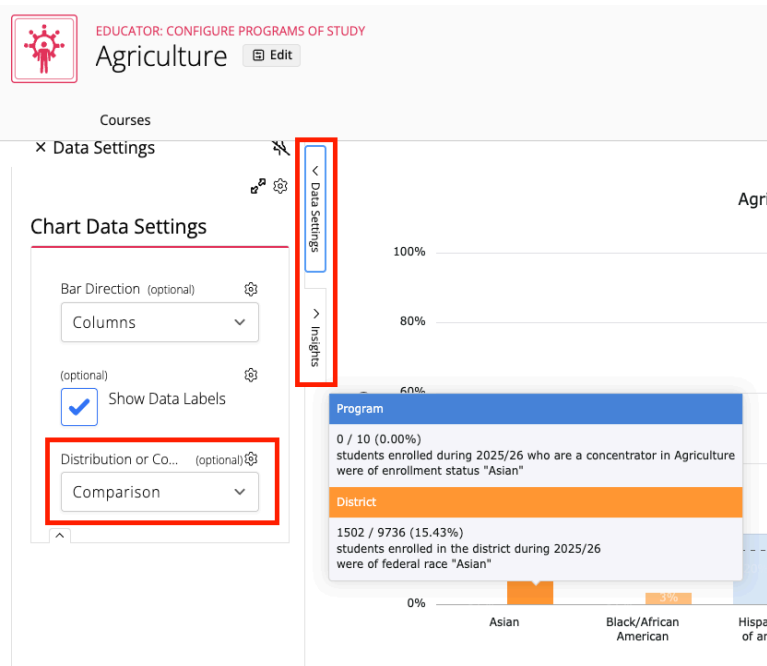 EDUCATOR: CONFIGURE PROGRAMS OF STUDY
Agriculture
Edit
Courses
× Data Settings
Chart Data Settings
Bar Direction (optional)
Columns
(optional)
Show Data Labels
Distribution or Co... (optional)
Comparison
Data Settings
Insights
Agri
100%
80%
60%
Program
0 / 10 (0.00%)
students enrolled during 2025/26 who are a concentrator in Agriculture
were of enrollment status "Asian"
District
1502 / 9736 (15.43%)
students enrolled in the district during 2025/26
were of federal race "Asian"
3%
0%
Asian
Black/African
American
Hispa
of an